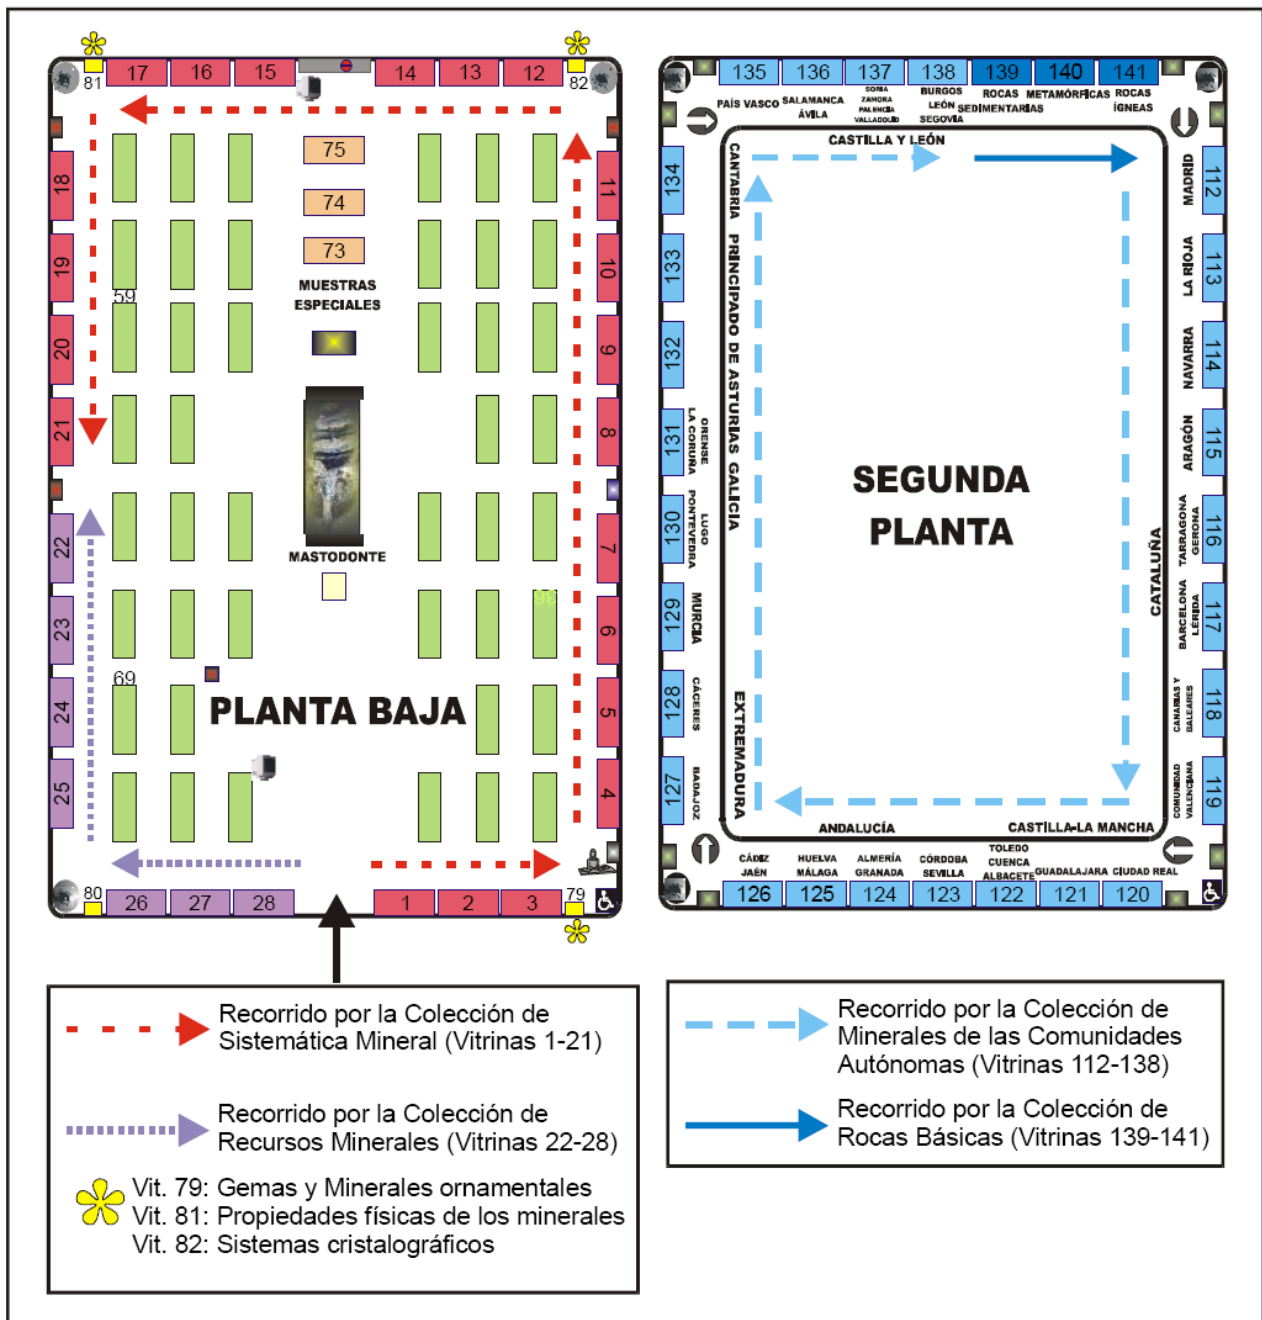 81
17
16
15
14
13
12
82
18
19
20
21
22
23
24
25
11
10
9
8
7
6
5
4
75
74
73
MUESTRAS
ESPECIALES
59
MASTODONTE
36
69
PLANTA BAJA
80
26
27
28
1
2
3
79
135
136
137
138
139
140
141
PAÍS VASCO
SALAMANCA
ÁVILA
SORIA
ZAMORA
PALENCIA
VALLADOLID
BURGOS
LEÓN
SEGOVIA
ROCAS
SEDIMENTARIAS
METAMÓRFICAS
ROCAS
ÍGNEAS
CASTILLA Y LEÓN
134
133
132
131
130
129
128
127
ORENSE
LA CORUÑA
LUGO
PONTEVEDRA
MURCIA
CÁCERES
BADAJOZ
CANTABRIA
PRINCIPADO DE ASTURIAS
GALICIA
EXTREMADURA
SEGUNDA
PLANTA
CATALUÑA
MADRID
112
LA RIOJA
113
NAVARRA
114
ARAGÓN
115
TARRAGONA
GERONA
116
BARCELONA
LÉRIDA
117
CANARIAS Y
BALEARES
118
COMUNIDAD
VALENCIANA
119
ANDALUCÍA
CASTILLA-LA MANCHA
CÁDIZ
JAÉN
HUELVA
MÁLAGA
ALMERÍA
GRANADA
CÓRDOBA
SEVILLA
TOLEDO
CUENCA
ALBACETE
GUADALAJARA
CIUDAD REAL
126
125
124
123
122
121
120
Recorrido por la Colección de
Sistemática Mineral (Vitrinas 1-21)
Recorrido por la Colección de
Recursos Minerales (Vitrinas 22-28)
Vit. 79: Gemas y Minerales ornamentales
Vit. 81: Propiedades físicas de los minerales
Vit. 82: Sistemas cristalográficos
Recorrido por la Colección de
Minerales de las Comunidades
Autónomas (Vitrinas 112-138)
Recorrido por la Colección de
Rocas Básicas (Vitrinas 139-141)